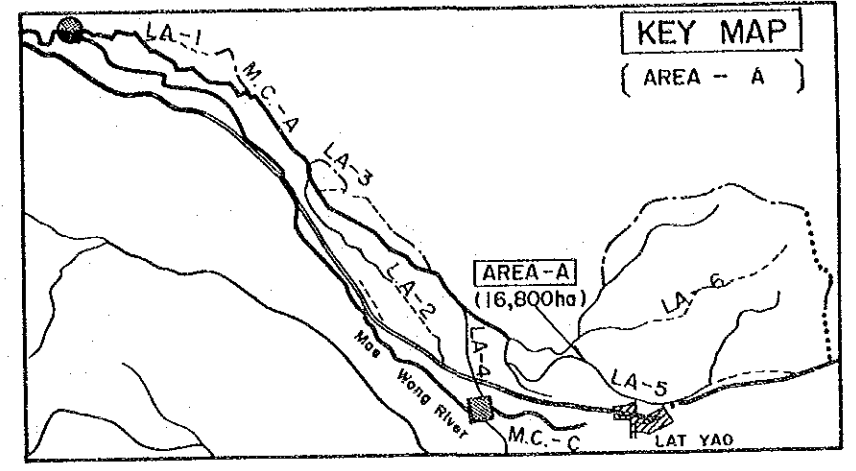 KEY MAP
( AREA - A )
LA-1
M.C.-A
LA-3
LA-2
AREA-A
(16,800ha)
LA-6
LA-4
LA-5
Mae Wong River
M.C.-C
LAT YAO